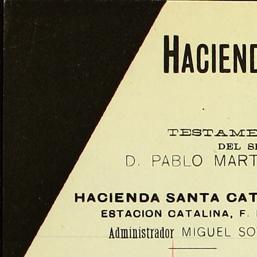 HACIEND
TESTAME
DEL SE
D. PABLO MART
HACIENDA SANTA CAT
ESTACION CATALINA, F.
Administrador MIGUEL SO